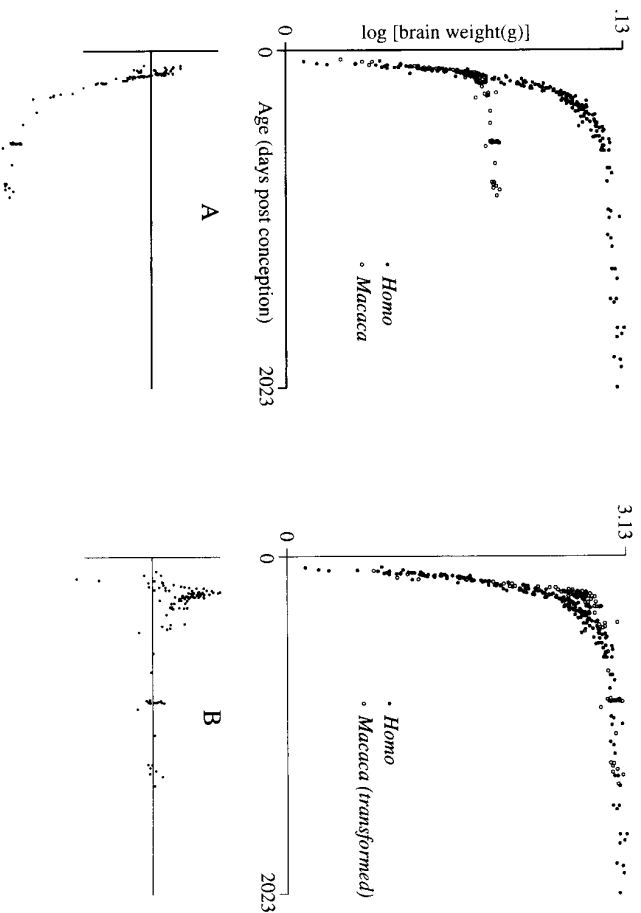 .13
log [brain weight(g)]
0
0
Age (days post conception)
2023
Homo
Macaca
A
3.13
0
0
2023
Homo
Macaca (transformed)
B